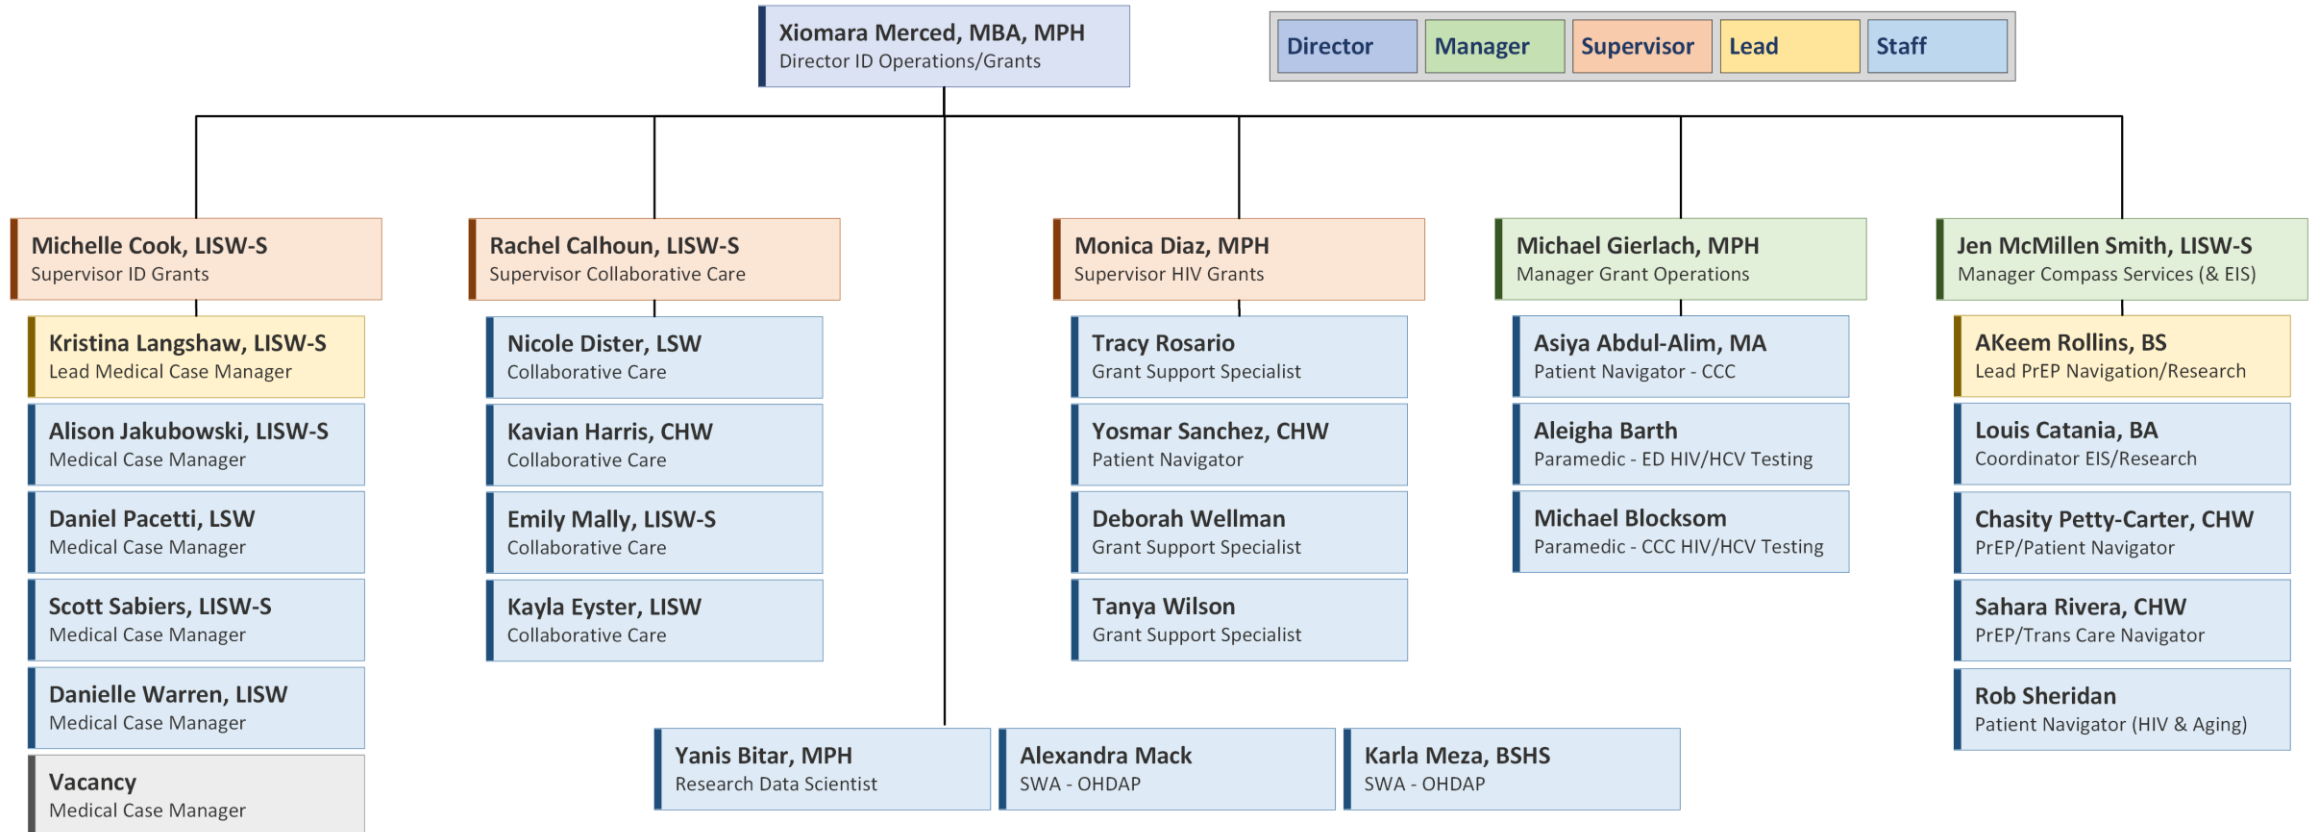 Xiomara Merced, MBA, MPH
Director ID Operations/Grants
Director
Manager
Supervisor
Lead
Staff
Michelle Cook, LISW-S
Supervisor ID Grants
Kristina Langshaw, LISW-S
Lead Medical Case Manager
Alison Jakubowski, LISW-S
Medical Case Manager
Daniel Pacetti, LSW
Medical Case Manager
Scott Sabiers, LISW-S
Medical Case Manager
Danielle Warren, LISW
Medical Case Manager
Vacancy
Medical Case Manager
Rachel Calhoun, LISW-S
Supervisor Collaborative Care
Nicole Dister, LSW
Collaborative Care
Kavian Harris, CHW
Collaborative Care
Emily Mally, LISW-S
Collaborative Care
Kayla Eyster, LISW
Collaborative Care
Monica Diaz, MPH
Supervisor HIV Grants
Tracy Rosario
Grant Support Specialist
Yosmar Sanchez, CHW
Patient Navigator
Deborah Wellman
Grant Support Specialist
Tanya Wilson
Grant Support Specialist
Michael Gierlach, MPH
Manager Grant Operations
Asiya Abdul-Alim, MA
Patient Navigator - CCC
Aleigha Barth
Paramedic - ED HIV/HCV Testing
Michael Blocksom
Paramedic - CCC HIV/HCV Testing
Jen McMillen Smith, LISW-S
Manager Compass Services (& EIS)
AKeem Rollins, BS
Lead PrEP Navigation/Research
Louis Catania, BA
Coordinator EIS/Research
Chasity Petty-Carter, CHW
PrEP/Patient Navigator
Sahara Rivera, CHW
PrEP/Trans Care Navigator
Rob Sheridan
Patient Navigator (HIV & Aging)
Yanis Bitar, MPH
Research Data Scientist
Alexandra Mack
SWA - OHDAP
Karla Meza, BSHS
SWA - OHDAP